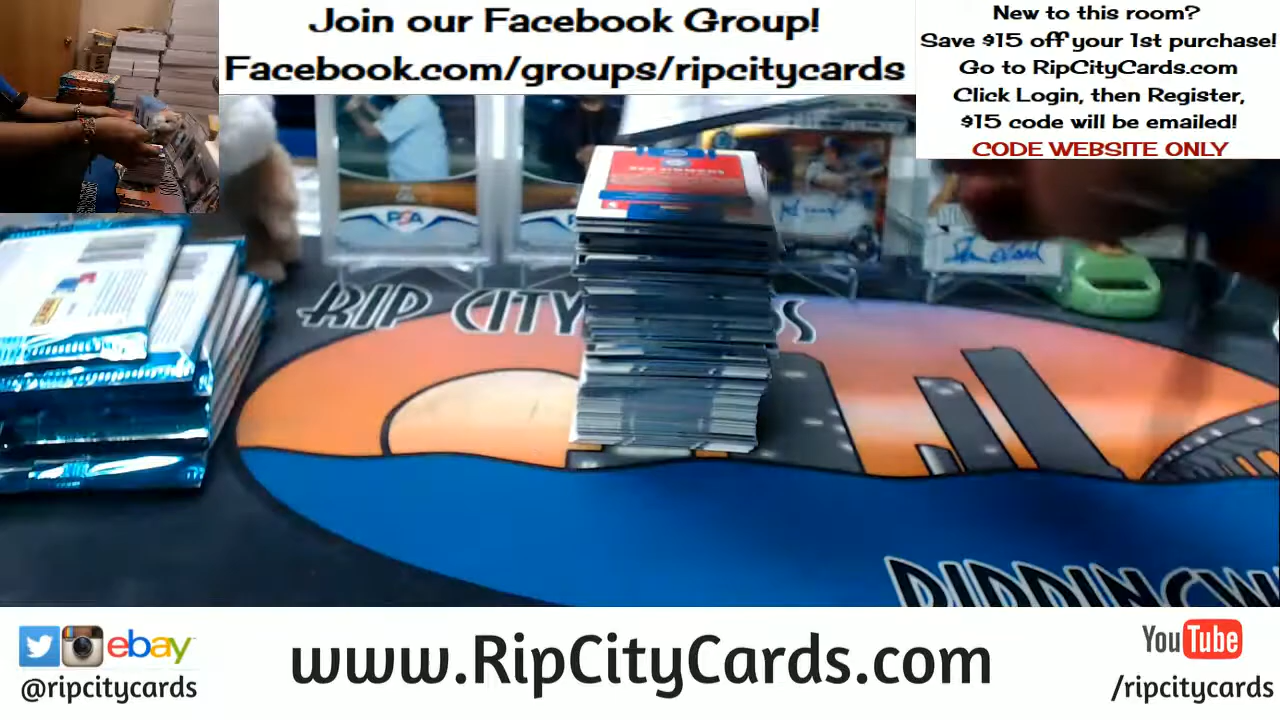 Join our Facebook Group!
Facebook.com/groups/ripcitycards
New to this room?
Save $15 off your 1st purchase!
Go to RipCityCards.com
Click Login, then Register,
$15 code will be emailed!
CODE WEBSITE ONLY
PSA
RIP CITY
ebay
@ripcitycards
www.RipCityCards.com
YouTube
/ripcitycards